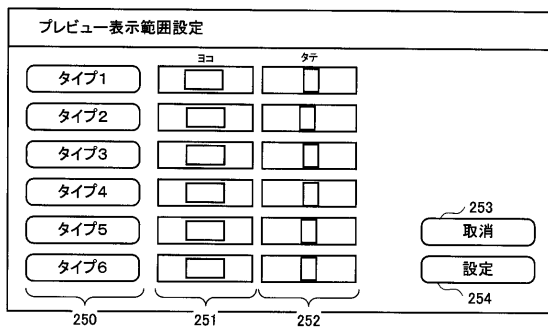 プレビュー表示範囲設定
ヨコ タテ
タイプ1
タイプ2
タイプ3
タイプ4
タイプ5
253
取消
タイプ6
設定
250 251 252 254